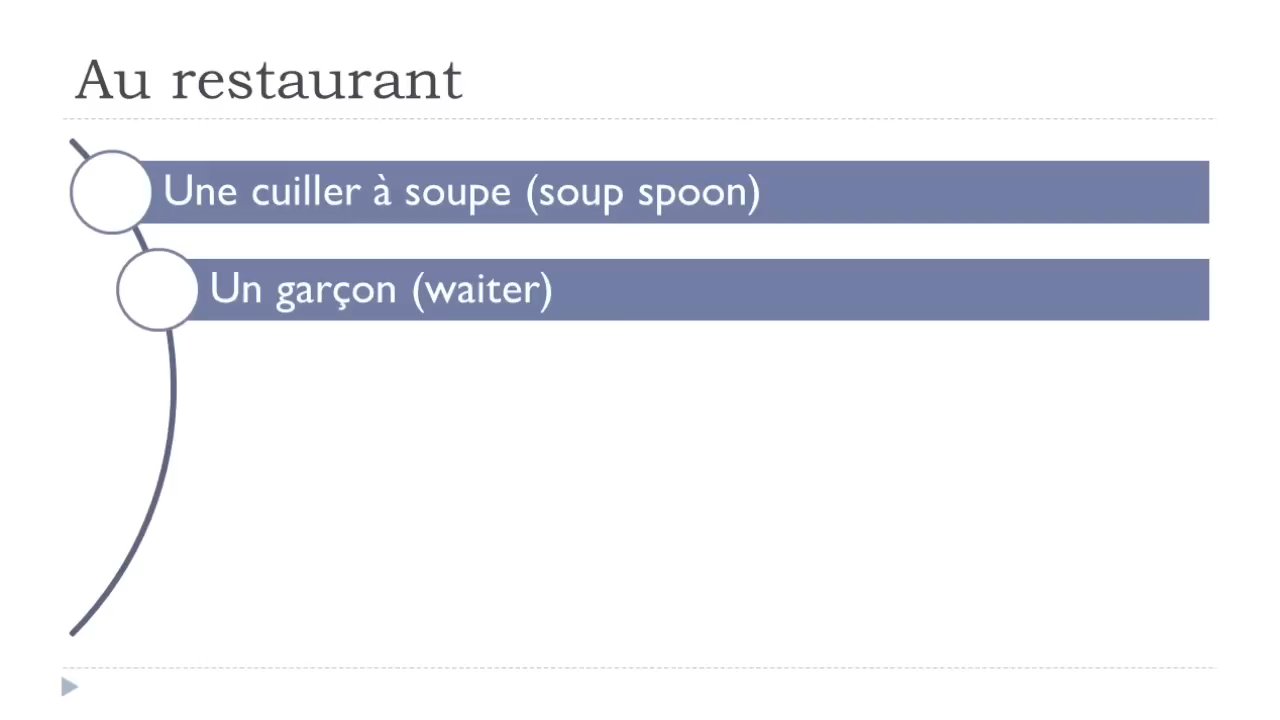 Au restaurant
Une cuiller à soupe (soup spoon)
Un garçon (waiter)